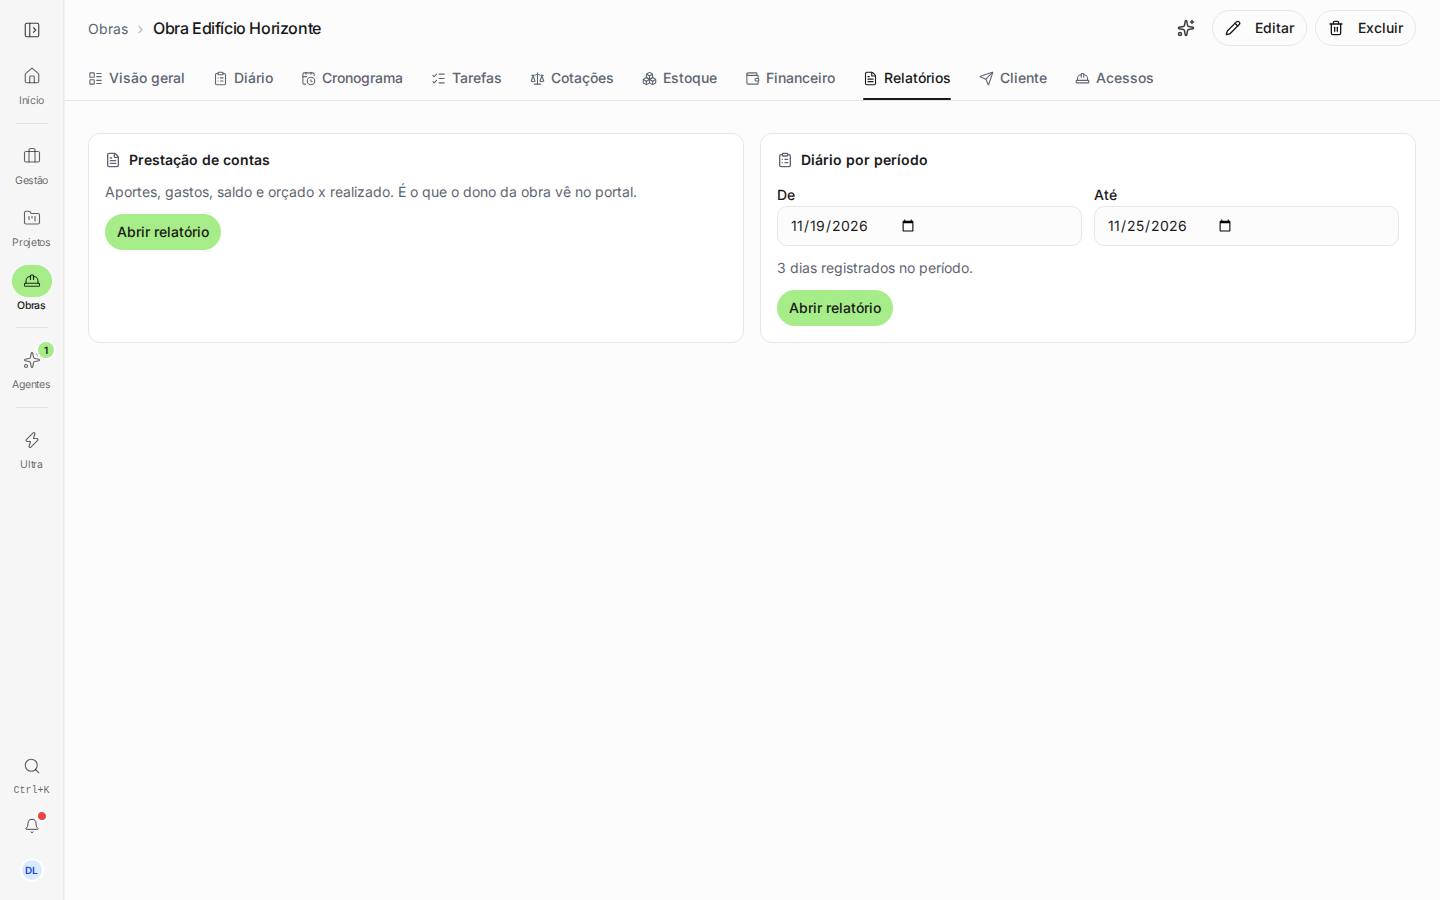 Obras
Obra Edifício Horizonte
Editar
Excluir
Visão geral
Diário
Cronograma
Tarefas
Cotações
Estoque
Financeiro
Relatórios
Cliente
Acessos
Início
Gestão
Projetos
Obras
1
Agentes
Ultra
Ctrl+K
DL
Prestação de contas
Aportes, gastos, saldo e orçado x realizado. É o que o dono da obra vê no portal.
Abrir relatório
Diário por período
De
Até
11/19/2026
11/25/2026
3 dias registrados no período.
Abrir relatório